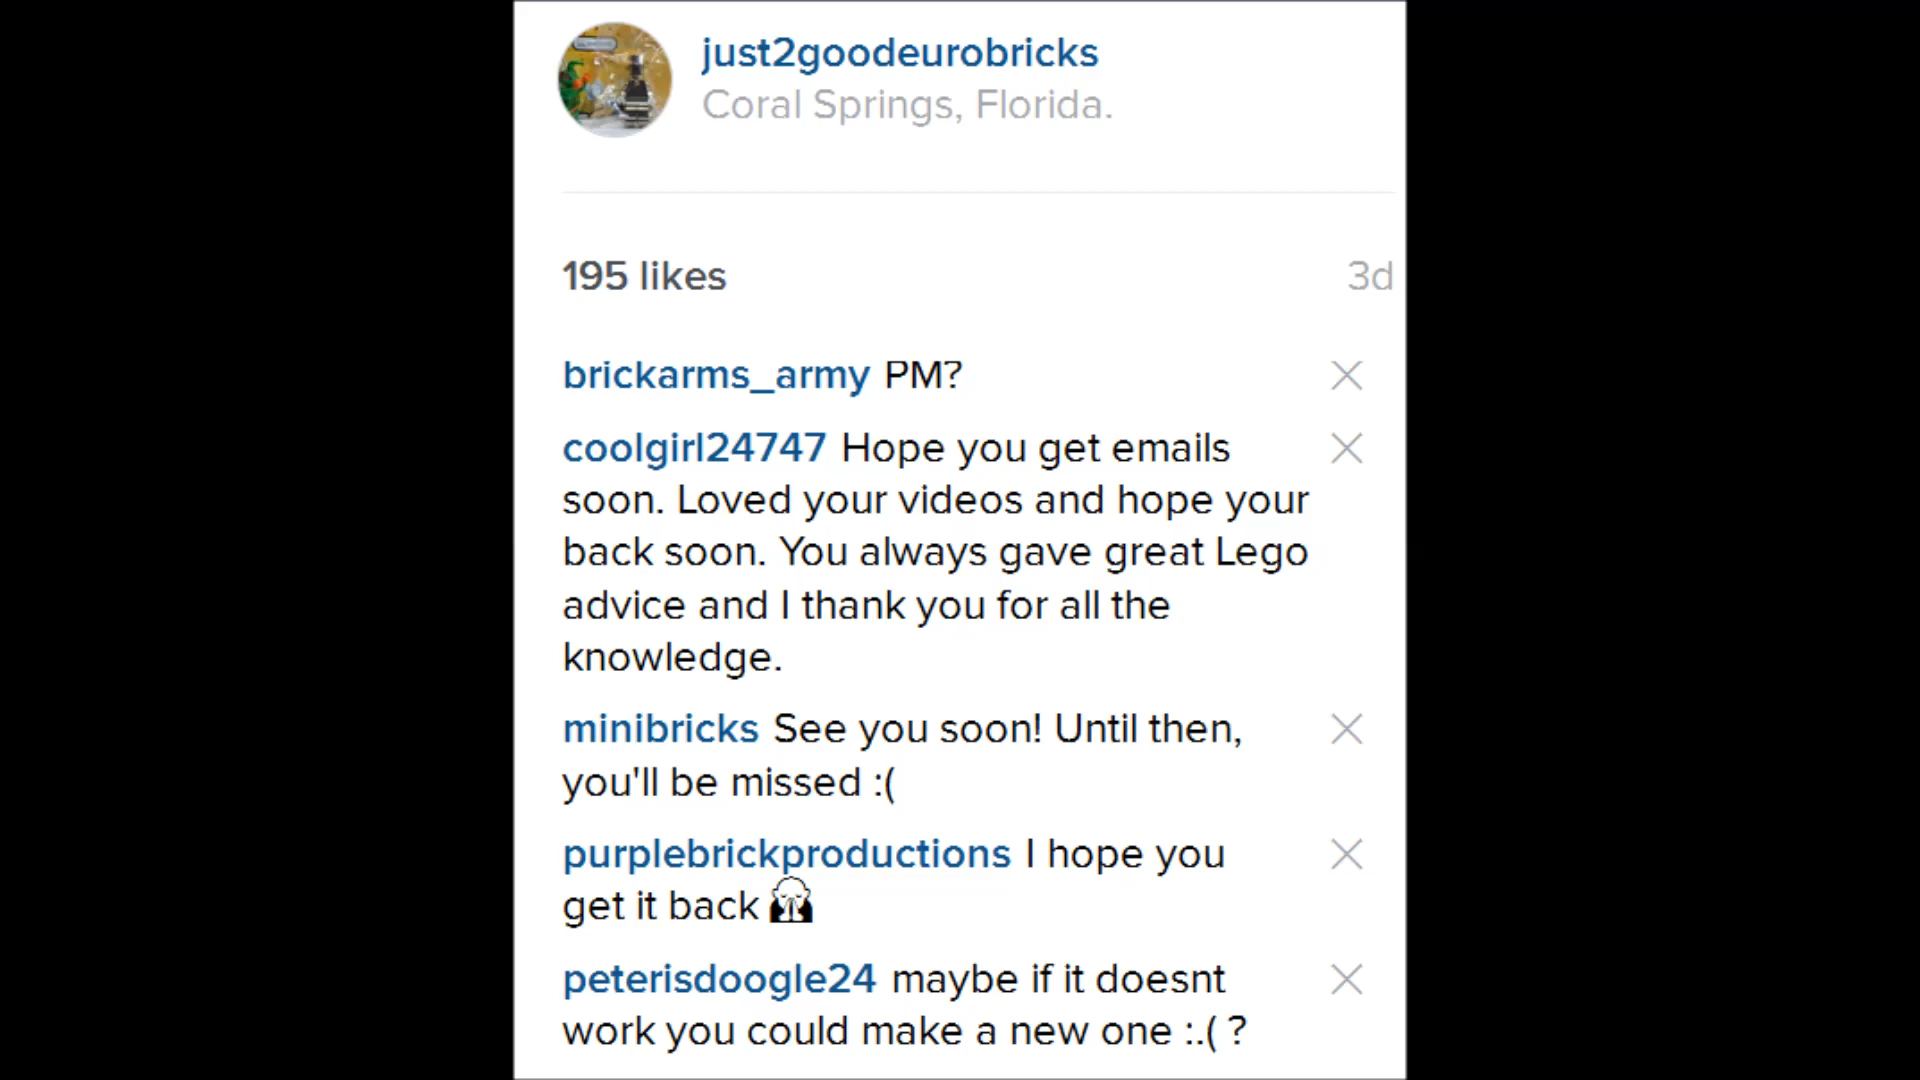 just2goodeurobricks
Coral Springs, Florida.
195 likes 3d
brickarms_army PM?
coolgirl24747 Hope you get emails
soon. Loved your videos and hope your
back soon. You always gave great Lego
advice and I thank you for all the
knowledge.
minibricks See you soon! Until then,
you'll be missed :(
purplebrickproductions I hope you
get it back
peterisdoogle24 maybe if it doesnt
work you could make a new one :.( ?